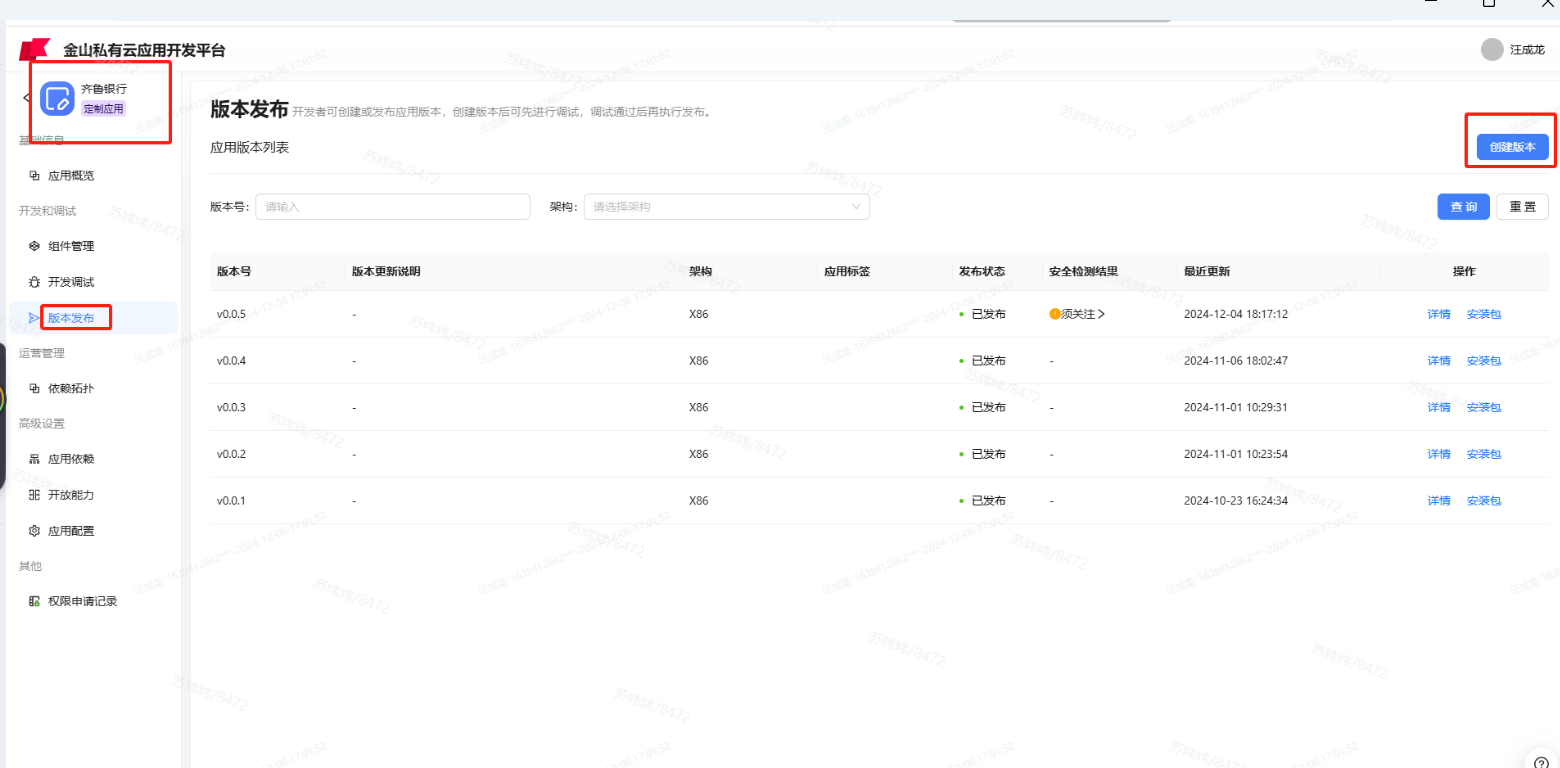 金山私有云应用开发平台
汪成龙
齐鲁银行
定制应用
基础信息
应用概览
开发和调试
组件管理
开发调试
版本发布
运营管理
依赖拓扑
高级设置
应用依赖
开放能力
应用配置
其他
权限申请记录
版本发布 开发者可创建或发布应用版本，创建版本后可先进行调试，调试通过后再执行发布。
应用版本列表
创建版本
版本号: 请输入 架构: 请选择架构 查询 重置
版本号 版本更新说明 架构 应用标签 发布状态 安全检测结果 最近更新 操作
v0.0.5 - X86 已发布 须关注 2024-12-04 18:17:12 详情 安装包
v0.0.4 - X86 已发布 - 2024-11-06 18:02:47 详情 安装包
v0.0.3 - X86 已发布 - 2024-11-01 10:29:31 详情 安装包
v0.0.2 - X86 已发布 - 2024-11-01 10:23:54 详情 安装包
v0.0.1 - X86 已发布 - 2024-10-23 16:24:34 详情 安装包
苏炜炜/8472
汪成龙-1639412662***-2024-12-06 17:01:52